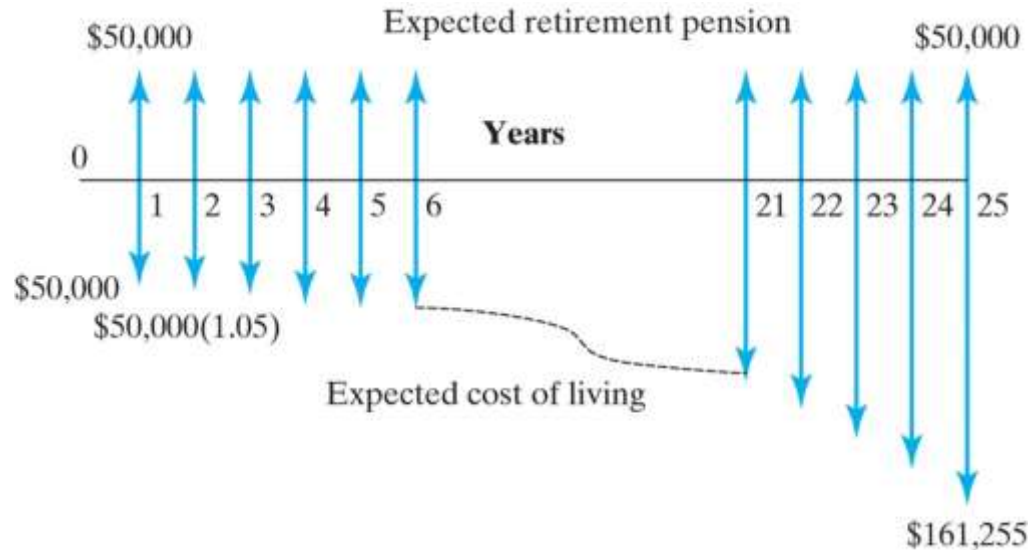 Expected retirement pension
$50,000
$50,000
Years
0
1 2 3 4 5 6 21 22 23 24 25
$50,000
$50,000(1.05)
Expected cost of living
$161,255